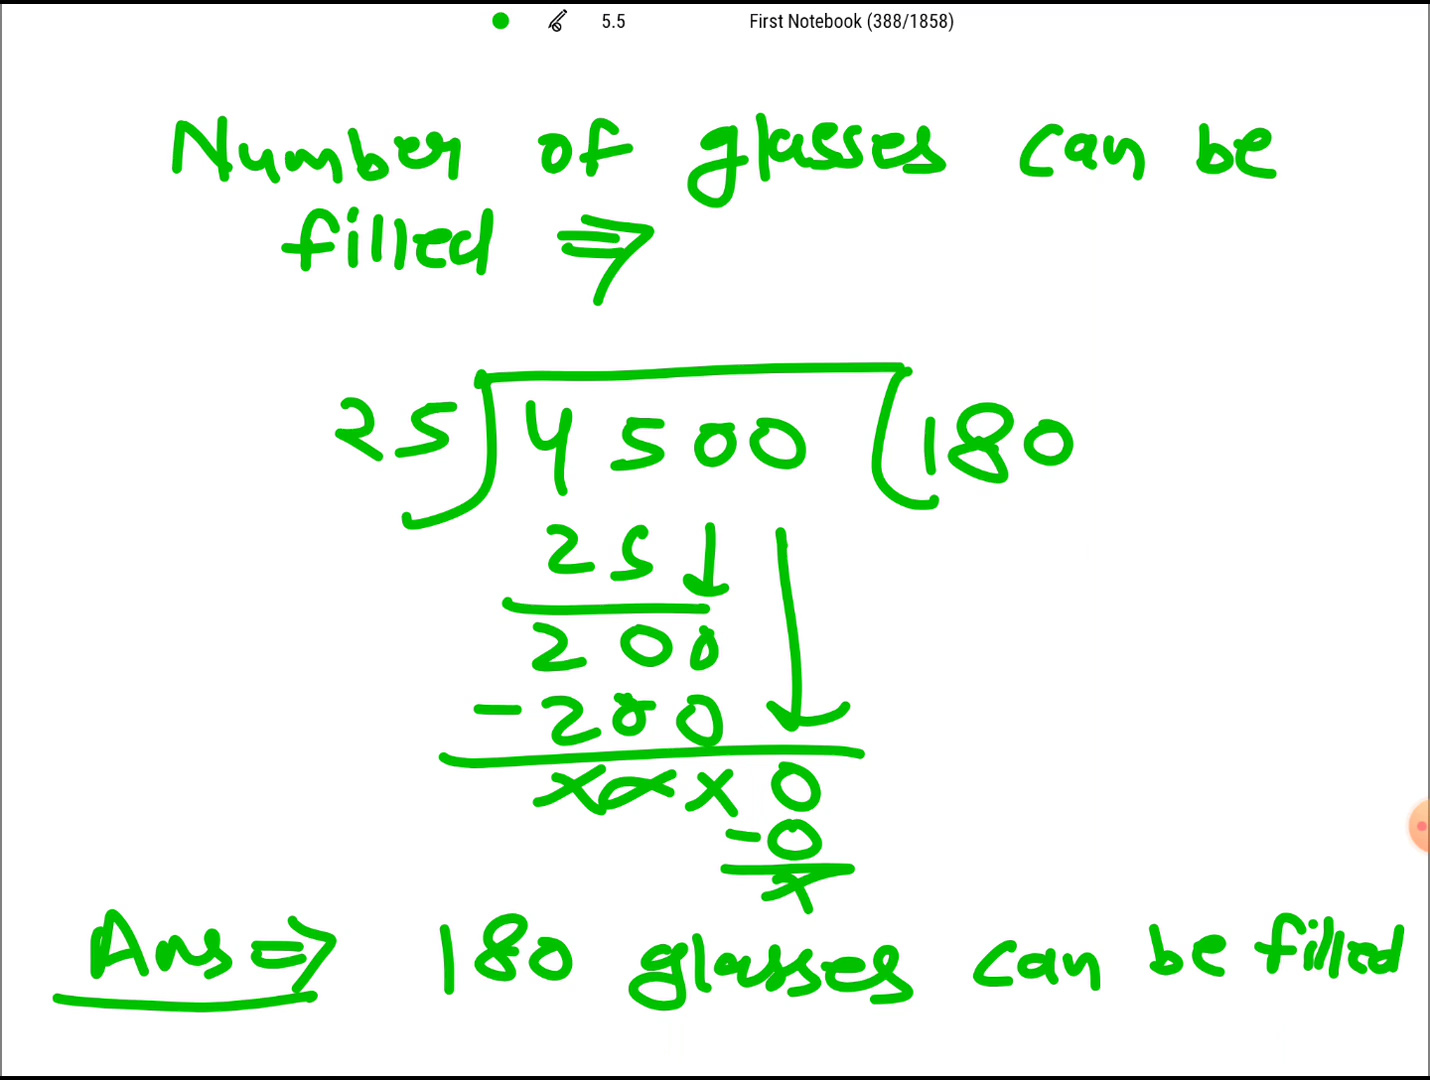 5.5 First Notebook (388/1858)
Number of glasses can be
filled ⇒
25 4500 180
25
200
- 200
x x x 0
- 0
x
Ans ⇒ 180 glasses can be filled